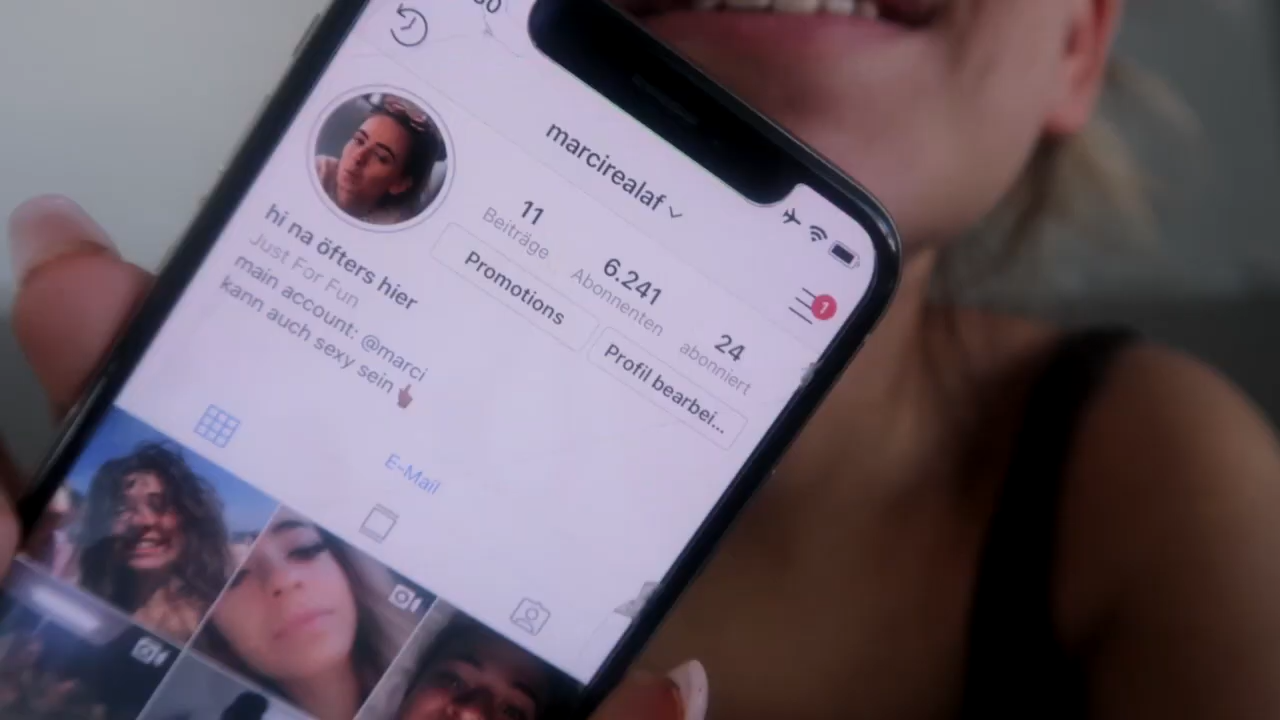 marcirealaf
11
Beiträge
6.241
Abonnenten
24
abonniert
1
Promotions
Profil bearbei...
hi na öfters hier
Just For Fun
main account: @marci
kann auch sexy sein
E-Mail